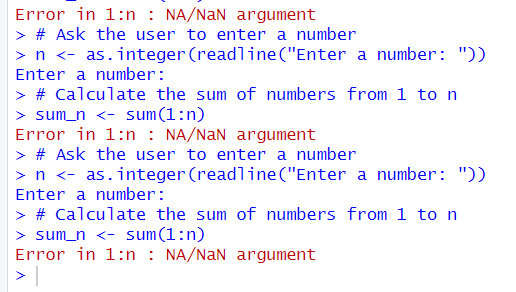 Error in 1:n : NA/NaN argument
> # Ask the user to enter a number
> n <- as.integer(readline("Enter a number: "))
Enter a number:
> # Calculate the sum of numbers from 1 to n
> sum_n <- sum(1:n)
Error in 1:n : NA/NaN argument
> # Ask the user to enter a number
> n <- as.integer(readline("Enter a number: "))
Enter a number:
> # Calculate the sum of numbers from 1 to n
> sum_n <- sum(1:n)
Error in 1:n : NA/NaN argument
>